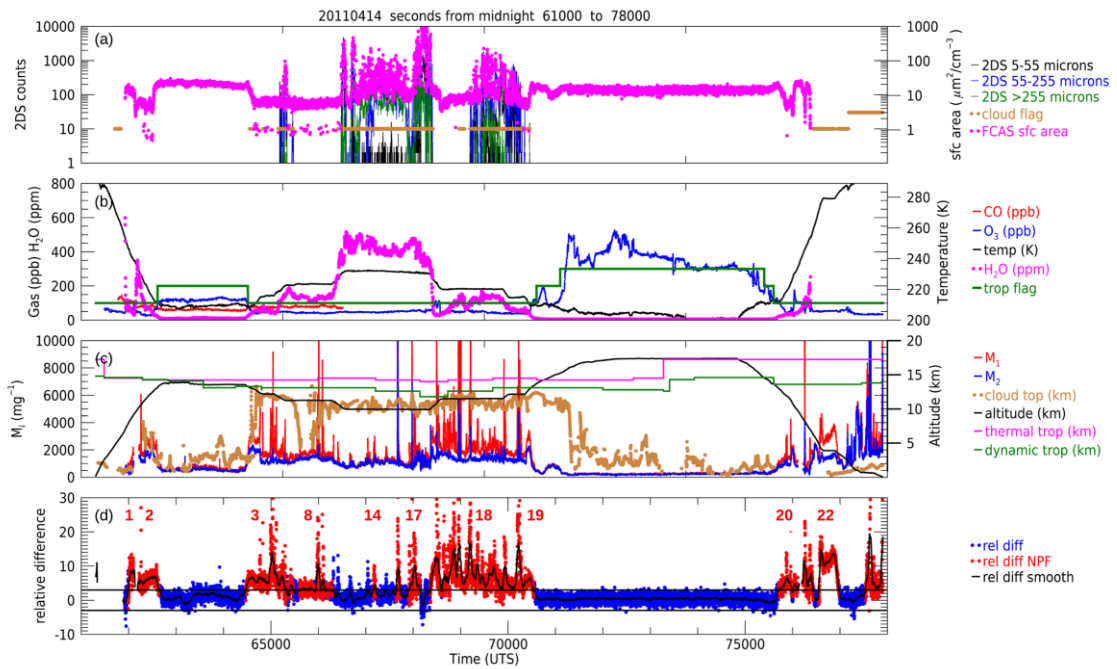 20110414 seconds from midnight 61000 to 78000
(a)
10000
1000
100
10
1
2DS counts
1000
100
10
1
sfc area ( μm²/cm⁻³ )
2DS 5-55 microns
2DS 55-255 microns
2DS >255 microns
cloud flag
FCAS sfc area
(b)
800
600
400
200
0
Gas (ppb) H₂O (ppm)
280
260
240
220
200
Temperature (K)
CO (ppb)
O₃ (ppb)
temp (K)
H₂O (ppm)
trop flag
(c)
10000
8000
6000
4000
2000
0
Mᵢ (mg⁻¹)
20
15
10
5
Altitude (km)
M₁
M₂
cloud top (km)
altitude (km)
thermal trop (km)
dynamic trop (km)
(d)
30
20
10
0
-10
relative difference
1 2 3 8 14 17 18 19 20 22
rel diff
rel diff NPF
rel diff smooth
65000 70000 75000
Time (UTS)